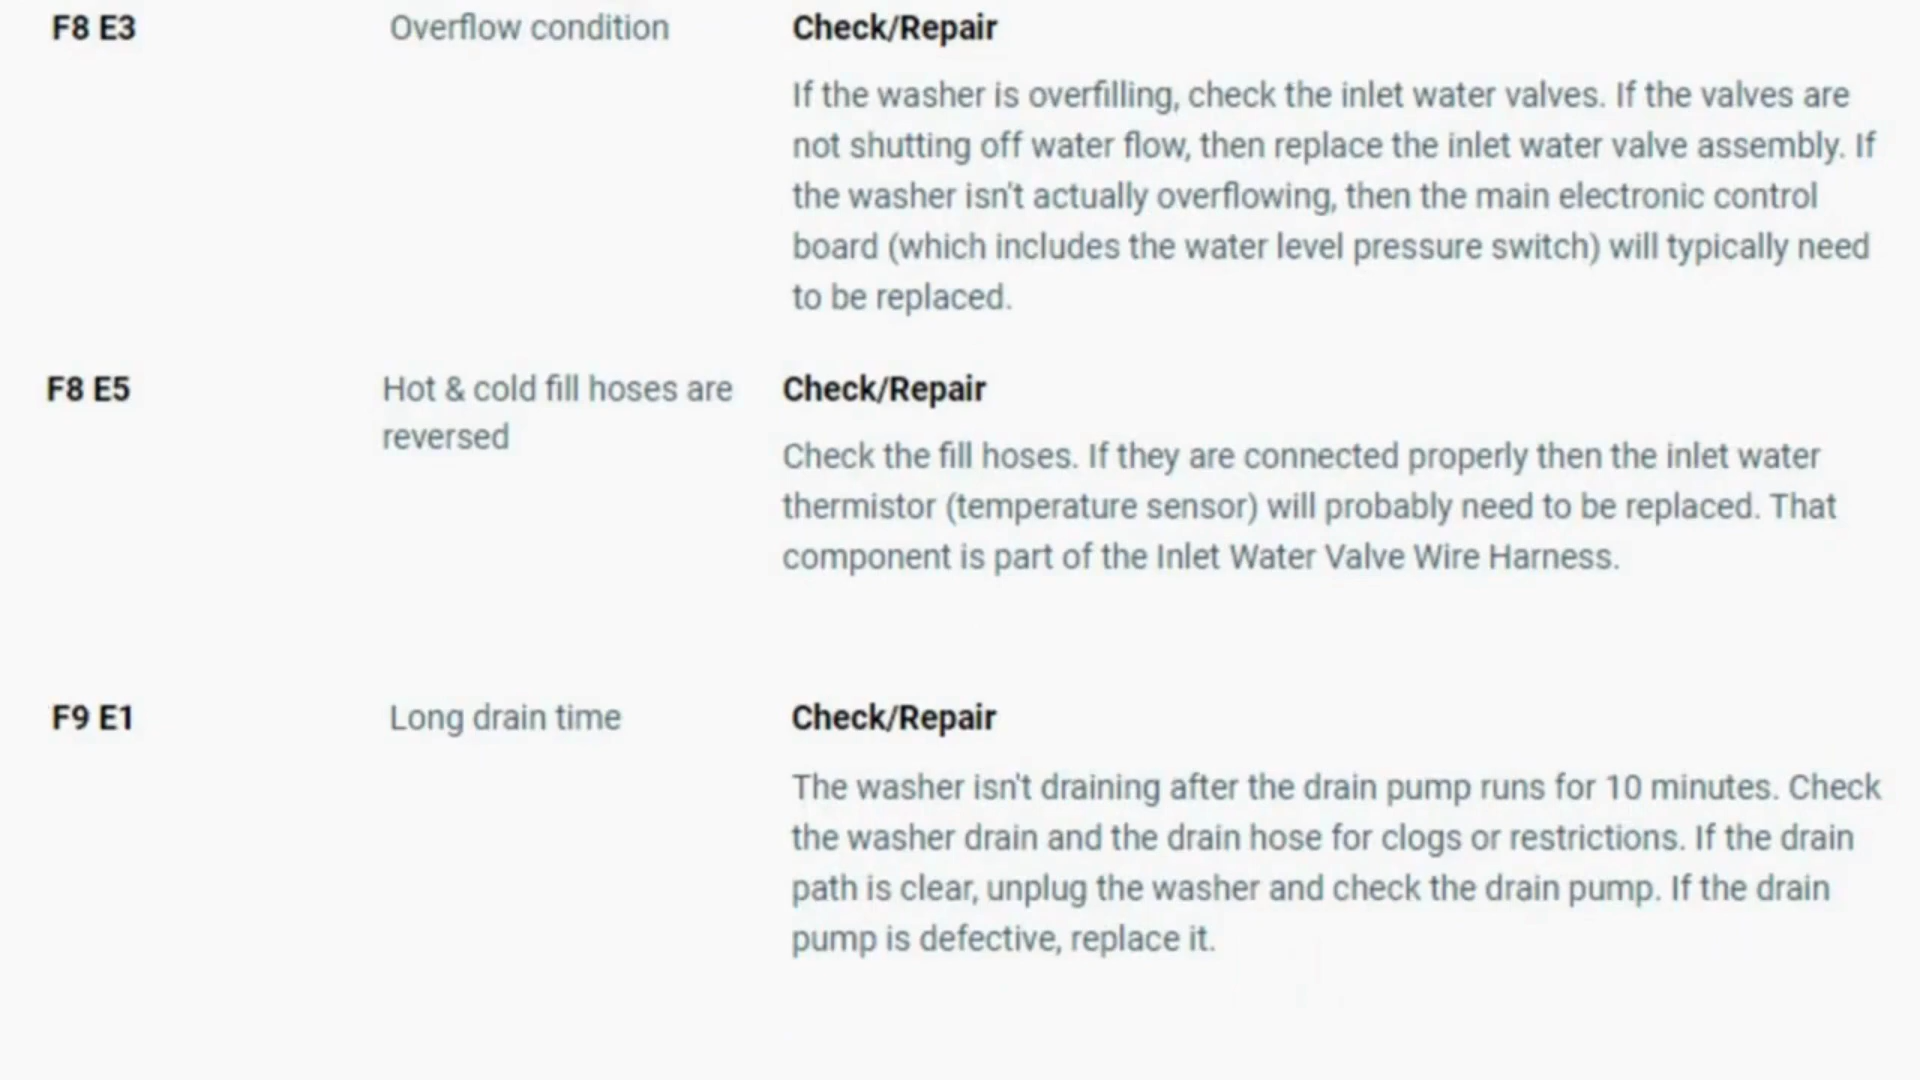 F8 E3 Overflow condition Check/Repair
If the washer is overfilling, check the inlet water valves. If the valves are
not shutting off water flow, then replace the inlet water valve assembly. If
the washer isn't actually overflowing, then the main electronic control
board (which includes the water level pressure switch) will typically need
to be replaced.
F8 E5 Hot & cold fill hoses are Check/Repair
reversed
Check the fill hoses. If they are connected properly then the inlet water
thermistor (temperature sensor) will probably need to be replaced. That
component is part of the Inlet Water Valve Wire Harness.
F9 E1 Long drain time Check/Repair
The washer isn't draining after the drain pump runs for 10 minutes. Check
the washer drain and the drain hose for clogs or restrictions. If the drain
path is clear, unplug the washer and check the drain pump. If the drain
pump is defective, replace it.